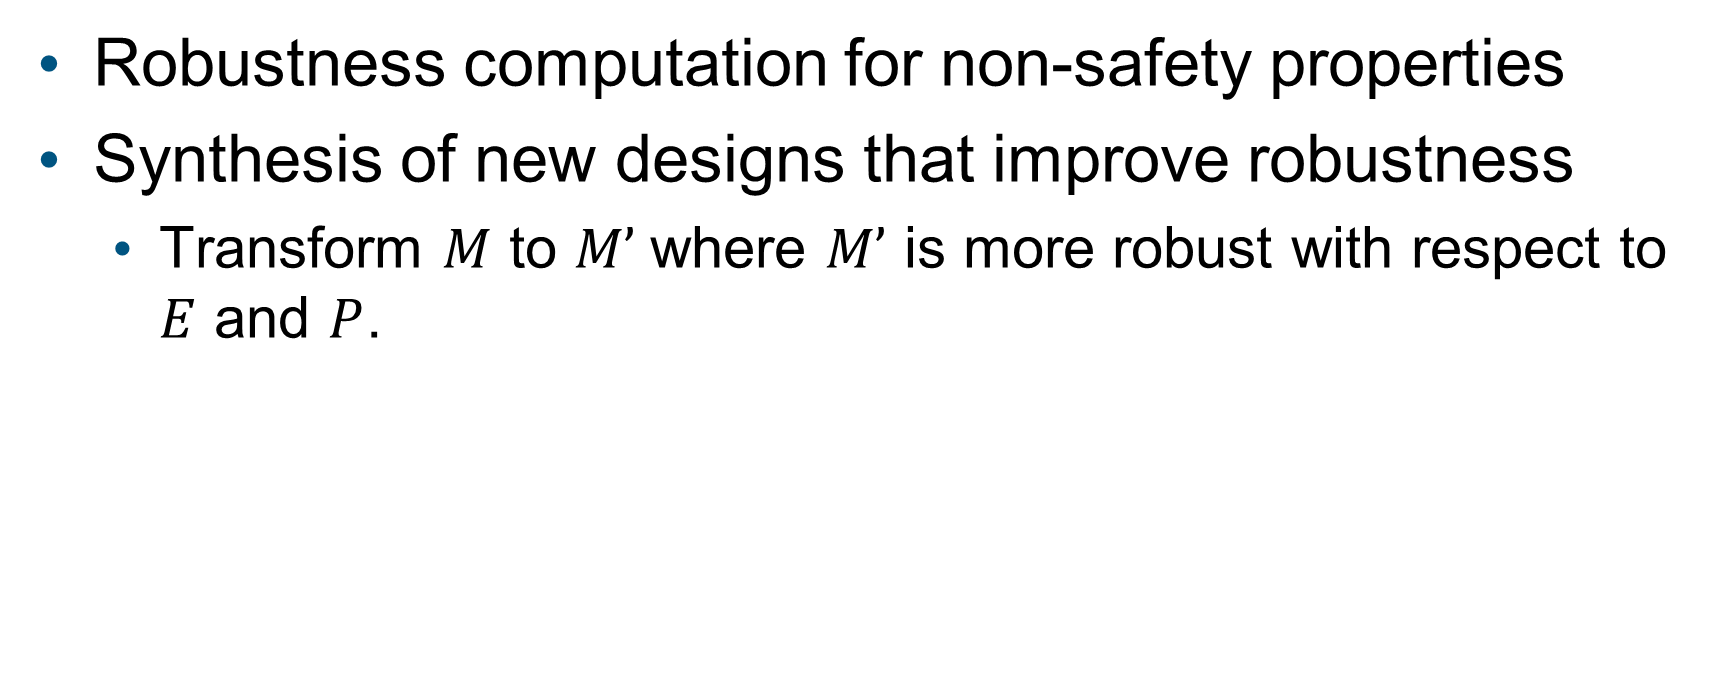 • Robustness computation for non-safety properties
• Synthesis of new designs that improve robustness
• Transform M to M’ where M’ is more robust with respect to
E and P.